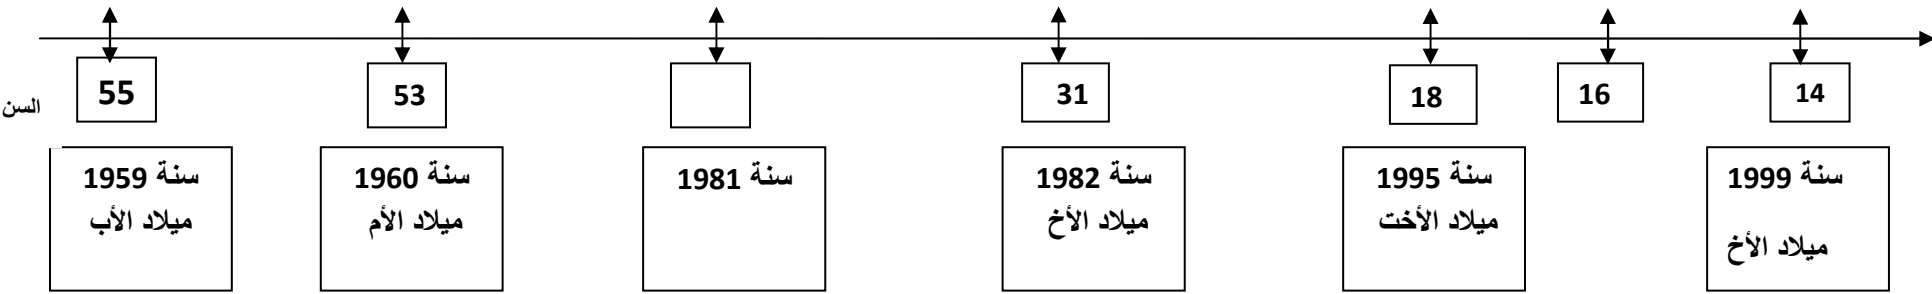 السن
55
53
31
18
16
14
سنة 1959
ميلاد الأب
سنة 1960
ميلاد الأم
سنة 1981
سنة 1982
ميلاد الأخ
سنة 1995
ميلاد الأخت
سنة 1999
ميلاد الأخ